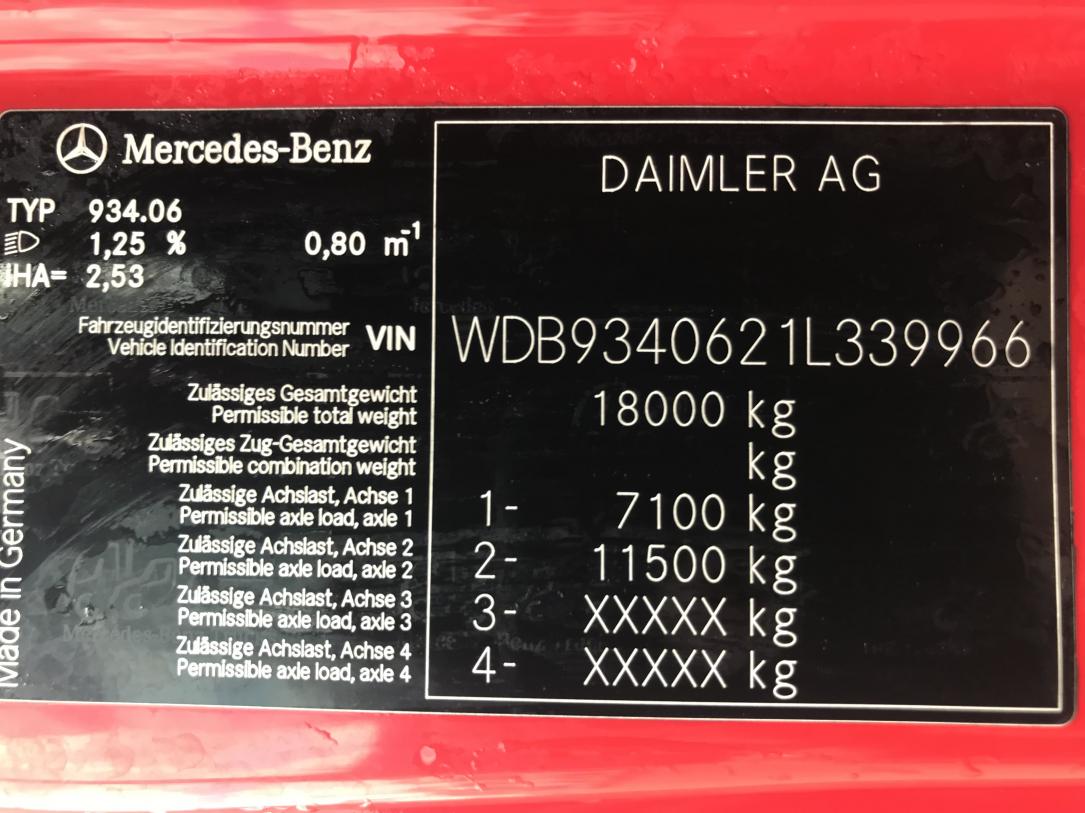 Mercedes-Benz
DAIMLER AG
TYP 934.06
1,25 % 0,80 m⁻¹
IHA= 2,53
Fahrzeugidentifizierungsnummer
Vehicle Identification Number
VIN WDB9340621L339966
Zulässiges Gesamtgewicht
Permissible total weight
18000 kg
Zulässiges Zug-Gesamtgewicht
Permissible combination weight
kg
Zulässige Achslast, Achse 1
Permissible axle load, axle 1
1- 7100 kg
Zulässige Achslast, Achse 2
Permissible axle load, axle 2
2- 11500 kg
Zulässige Achslast, Achse 3
Permissible axle load, axle 3
3- XXXXX kg
Zulässige Achslast, Achse 4
Permissible axle load, axle 4
4- XXXXX kg
Made in Germany